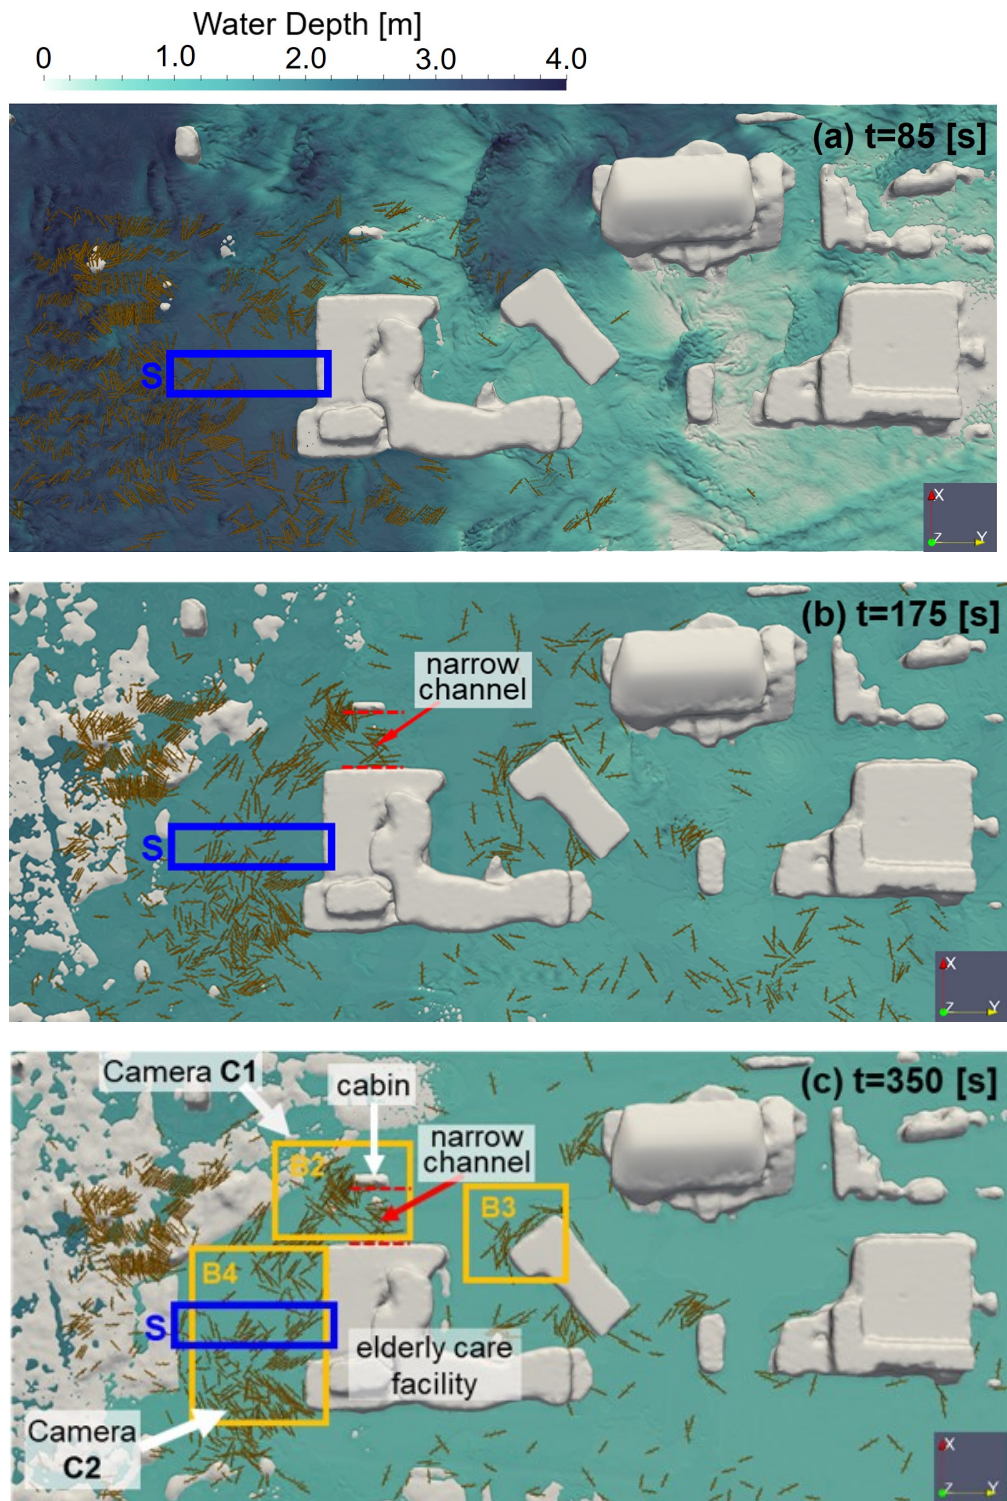 Water Depth [m]
0 1.0 2.0 3.0 4.0
(a) t=85 [s]
S
X
Z Y
(b) t=175 [s]
narrow
channel
S
X
Z Y
(c) t=350 [s]
Camera C1
cabin
narrow
channel
B2
B3
B4
S
elderly care
facility
Camera
C2
X
Z Y